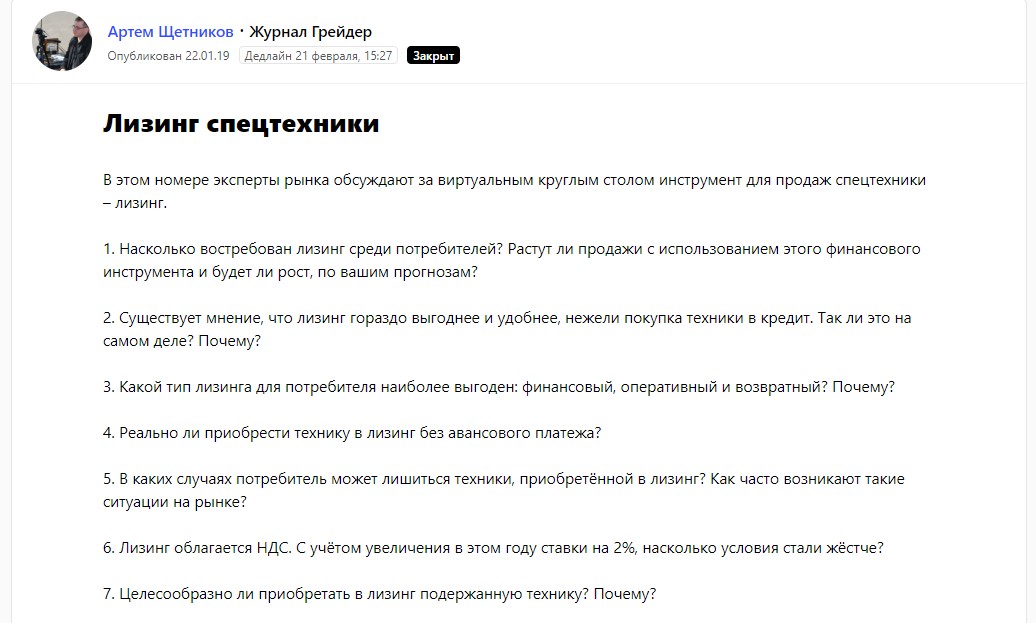 Артем Щетников · Журнал Грейдер
Опубликован 22.01.19 Дедлайн 21 февраля, 15:27 Закрыт
Лизинг спецтехники
В этом номере эксперты рынка обсуждают за виртуальным круглым столом инструмент для продаж спецтехники
– лизинг.
1. Насколько востребован лизинг среди потребителей? Растут ли продажи с использованием этого финансового
инструмента и будет ли рост, по вашим прогнозам?
2. Существует мнение, что лизинг гораздо выгоднее и удобнее, нежели покупка техники в кредит. Так ли это на
самом деле? Почему?
3. Какой тип лизинга для потребителя наиболее выгоден: финансовый, оперативный и возвратный? Почему?
4. Реально ли приобрести технику в лизинг без авансового платежа?
5. В каких случаях потребитель может лишиться техники, приобретённой в лизинг? Как часто возникают такие
ситуации на рынке?
6. Лизинг облагается НДС. С учётом увеличения в этом году ставки на 2%, насколько условия стали жёстче?
7. Целесообразно ли приобретать в лизинг подержанную технику? Почему?